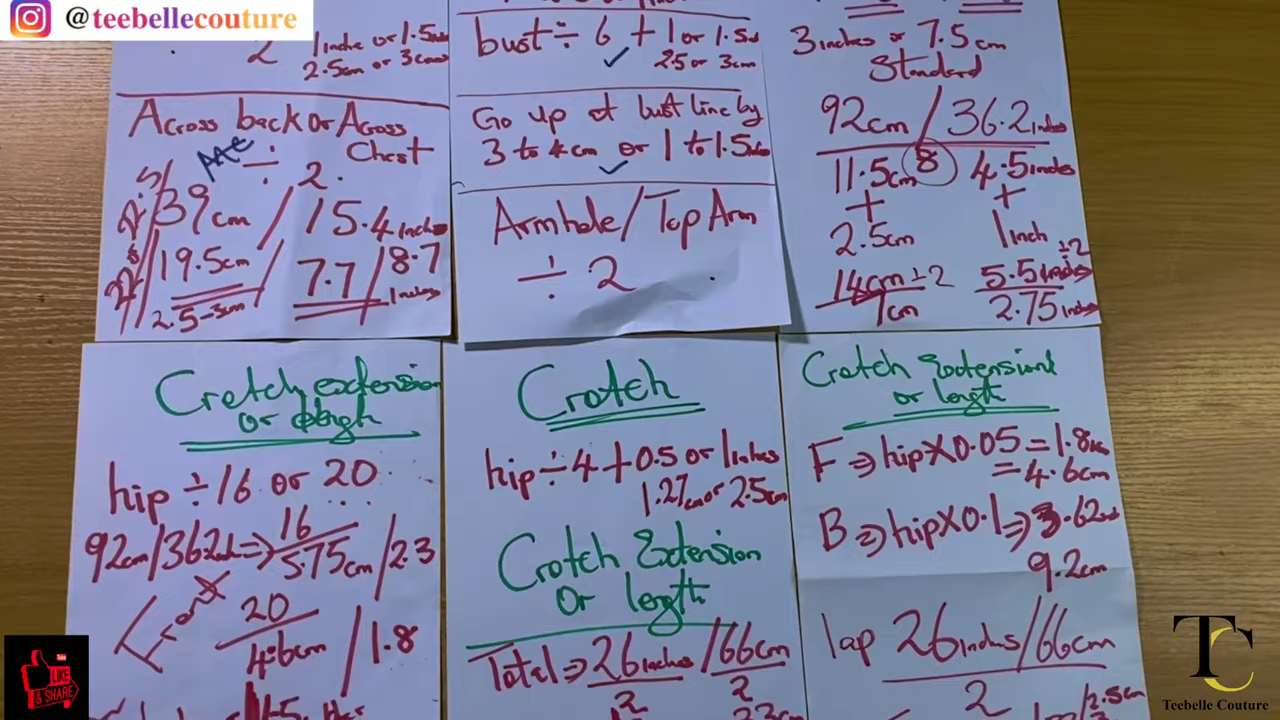 @teebellecouture
2
1 inche or 1.5
2.5cm or 3cm
Across back or Across
Chest
÷ 2.
39cm / 15.4 inches
19.5cm / 7.7 / 8.7
inches
2.5-3cm
bust ÷ 6 + 1 or 1.5
2.5 or 3cm
Go up at bust line by
3 to 4cm or 1 to 1.5
Armhole/Top Arm
÷ 2
3 inches or 7.5cm
Standard
92cm / 36.2 inches
11.5cm 8 4.5 inches
+ +
2.5cm 1 inch
14cm ÷ 2 5.5 inches ÷ 2
7cm 2.75 inches
Crotch extension
or
hip ÷ 16 or 20
92cm/362 => 16
5.75cm / 2.3
Front
20
4.6cm / 1.8
Crotch
hip ÷ 4 + 0.5 or 1 inches
1.27cm or 2.5cm
Crotch Extension
Or length
Total => 26 inches / 66cm
2 2
Crotch Extensions
or length
F => hip X 0.05 = 1.8
= 4.6cm
B => hip X 0.1 => 3.62
9.2cm
lap 26 inches/66cm
2
2.5cm
LIKE
& SHARE
TC
Teebelle Couture